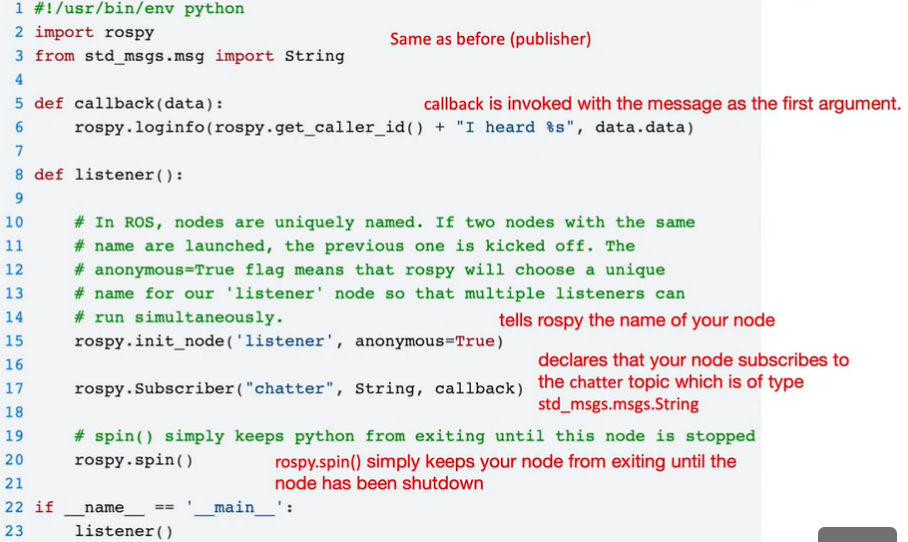 1 #!/usr/bin/env python
2 import rospy
Same as before (publisher)
3 from std_msgs.msg import String
4
5 def callback(data):
callback is invoked with the message as the first argument.
6 rospy.loginfo(rospy.get_caller_id() + "I heard %s", data.data)
7
8 def listener():
9
10 # In ROS, nodes are uniquely named. If two nodes with the same
11 # name are launched, the previous one is kicked off. The
12 # anonymous=True flag means that rospy will choose a unique
13 # name for our 'listener' node so that multiple listeners can
14 # run simultaneously.
tells rospy the name of your node
15 rospy.init_node('listener', anonymous=True)
16
17 rospy.Subscriber("chatter", String, callback)
declares that your node subscribes to
the chatter topic which is of type
std_msgs.msgs.String
18
19 # spin() simply keeps python from exiting until this node is stopped
20 rospy.spin()
rospy.spin() simply keeps your node from exiting until the
node has been shutdown
21
22 if __name__ == '__main__':
23 listener()